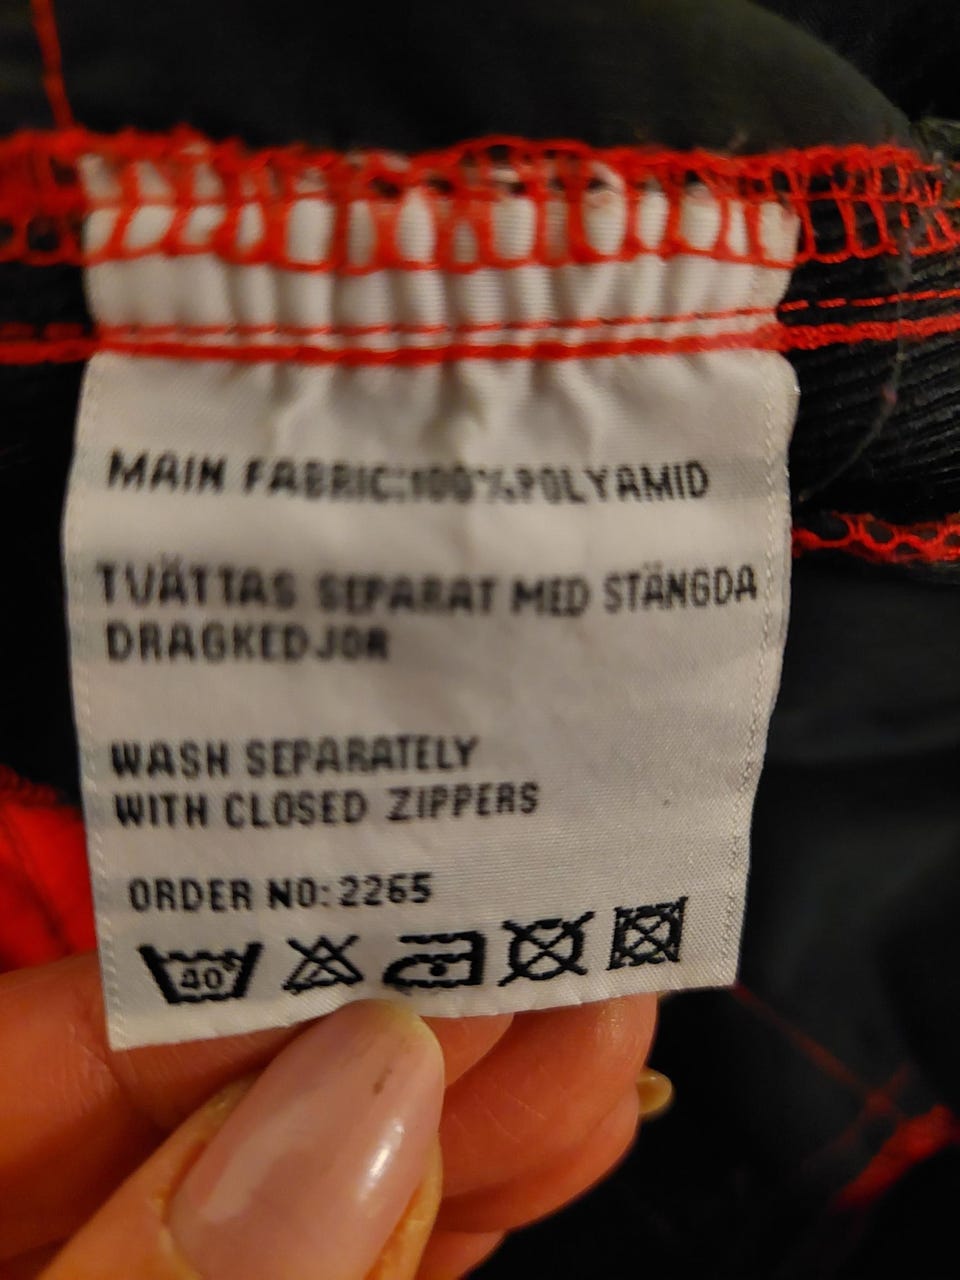 MAIN FABRIC:100%POLYAMID
TVÄTTAS SEPARAT MED STÄNGDA
DRAGKEDJOR
WASH SEPARATELY
WITH CLOSED ZIPPERS
ORDER NO: 2265
40°